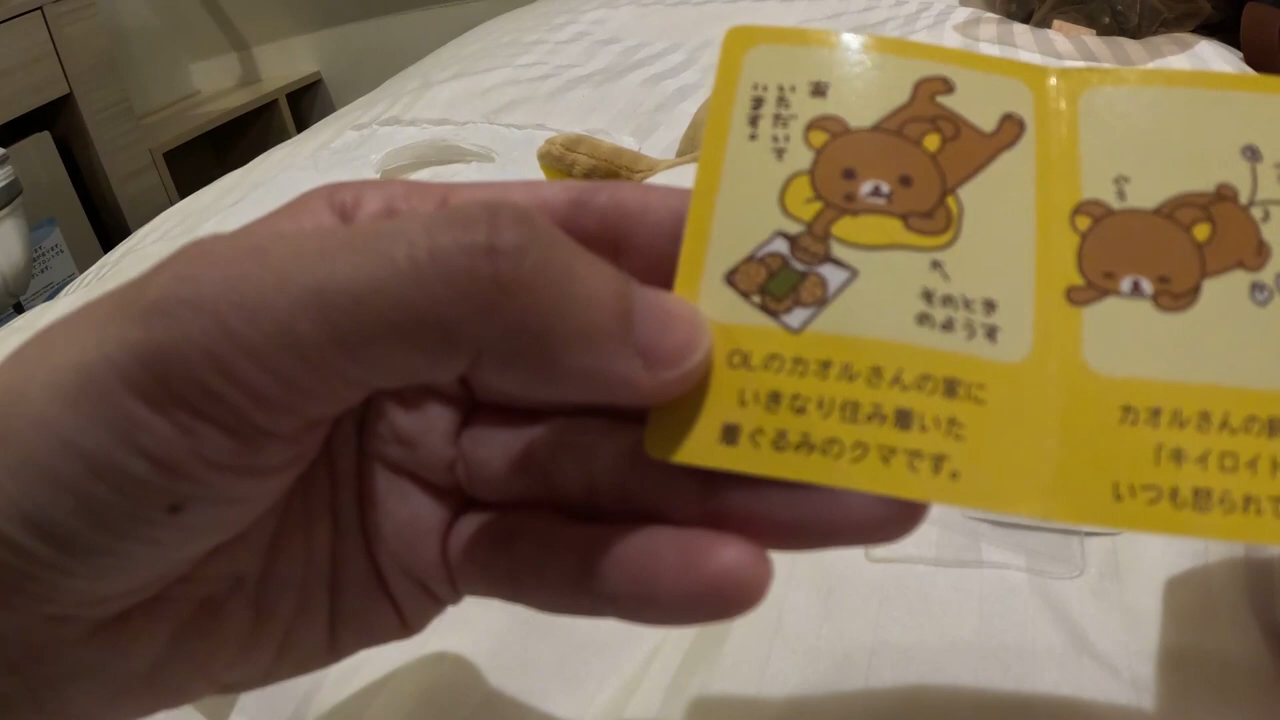 いただいて
います。
そのとき
のようす
OLのカオルさんの家に
いきなり住み着いた
着ぐるみのクマです。
カオルさんの
「キイロイト
いつも怒られて